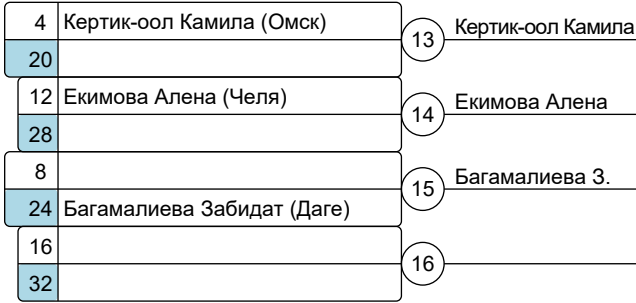 4 Кертик-оол Камила (Омск)
13 Кертик-оол Камила
20
12 Екимова Алена (Челя)
14 Екимова Алена
28
8
15 Багамалиева З.
24 Багамалиева Забидат (Даге)
16
16
32